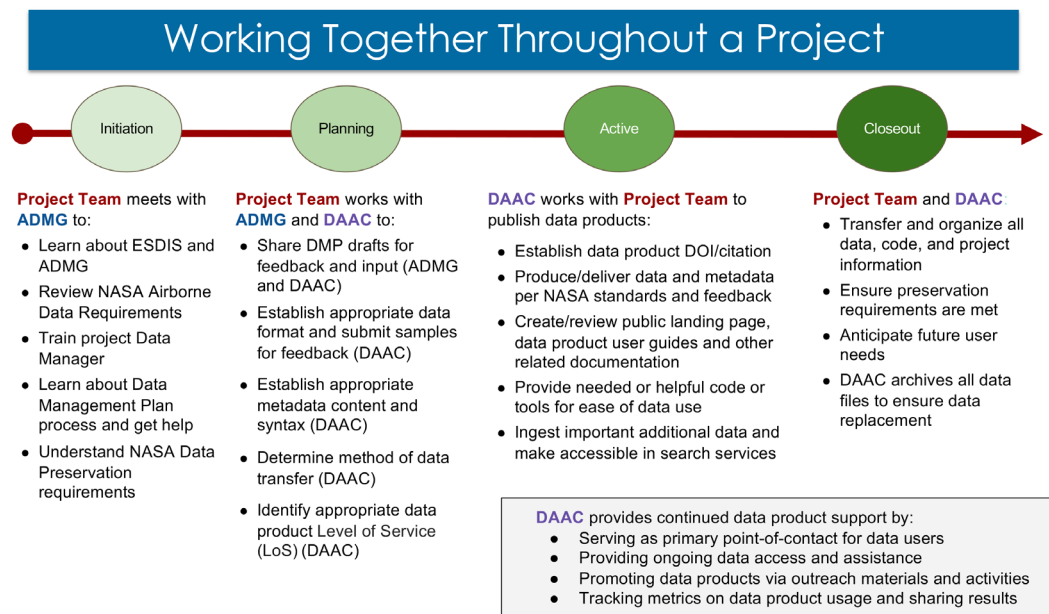 Working Together Throughout a Project
Initiation
Planning
Active
Closeout
Project Team meets with
ADMG to:
● Learn about ESDIS and
ADMG
● Review NASA Airborne
Data Requirements
● Train project Data
Manager
● Learn about Data
Management Plan
process and get help
● Understand NASA Data
Preservation
requirements
Project Team works with
ADMG and DAAC to:
● Share DMP drafts for
feedback and input (ADMG
and DAAC)
● Establish appropriate data
format and submit samples
for feedback (DAAC)
● Establish appropriate
metadata content and
syntax (DAAC)
● Determine method of data
transfer (DAAC)
● Identify appropriate data
product Level of Service
(LoS) (DAAC)
DAAC works with Project Team to
publish data products:
● Establish data product DOI/citation
● Produce/deliver data and metadata
per NASA standards and feedback
● Create/review public landing page,
data product user guides and other
related documentation
● Provide needed or helpful code or
tools for ease of data use
● Ingest important additional data and
make accessible in search services
Project Team and DAAC:
● Transfer and organize all
data, code, and project
information
● Ensure preservation
requirements are met
● Anticipate future user
needs
● DAAC archives all data
files to ensure data
replacement
DAAC provides continued data product support by:
● Serving as primary point-of-contact for data users
● Providing ongoing data access and assistance
● Promoting data products via outreach materials and activities
● Tracking metrics on data product usage and sharing results